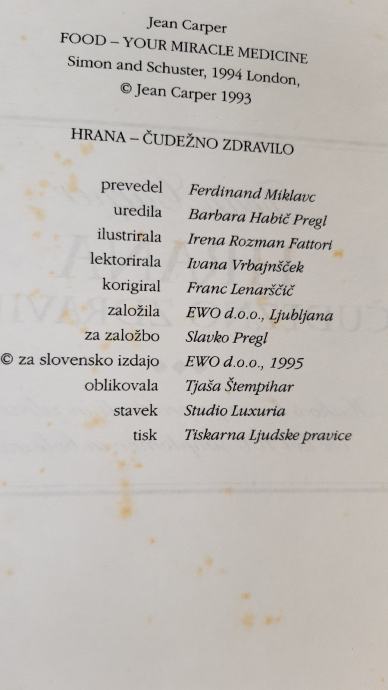 Jean Carper
FOOD – YOUR MIRACLE MEDICINE
Simon and Schuster, 1994 London,
© Jean Carper 1993
HRANA – ČUDEŽNO ZDRAVILO
prevedel Ferdinand Miklavc
uredila Barbara Habič Pregl
ilustrirala Irena Rozman Fattori
lektorirala Ivana Vrbajnšček
korigiral Franc Lenarščič
založila EWO d.o.o., Ljubljana
za založbo Slavko Pregl
© za slovensko izdajo EWO d.o.o., 1995
oblikovala Tjaša Štempihar
stavek Studio Luxuria
tisk Tiskarna Ljudske pravice